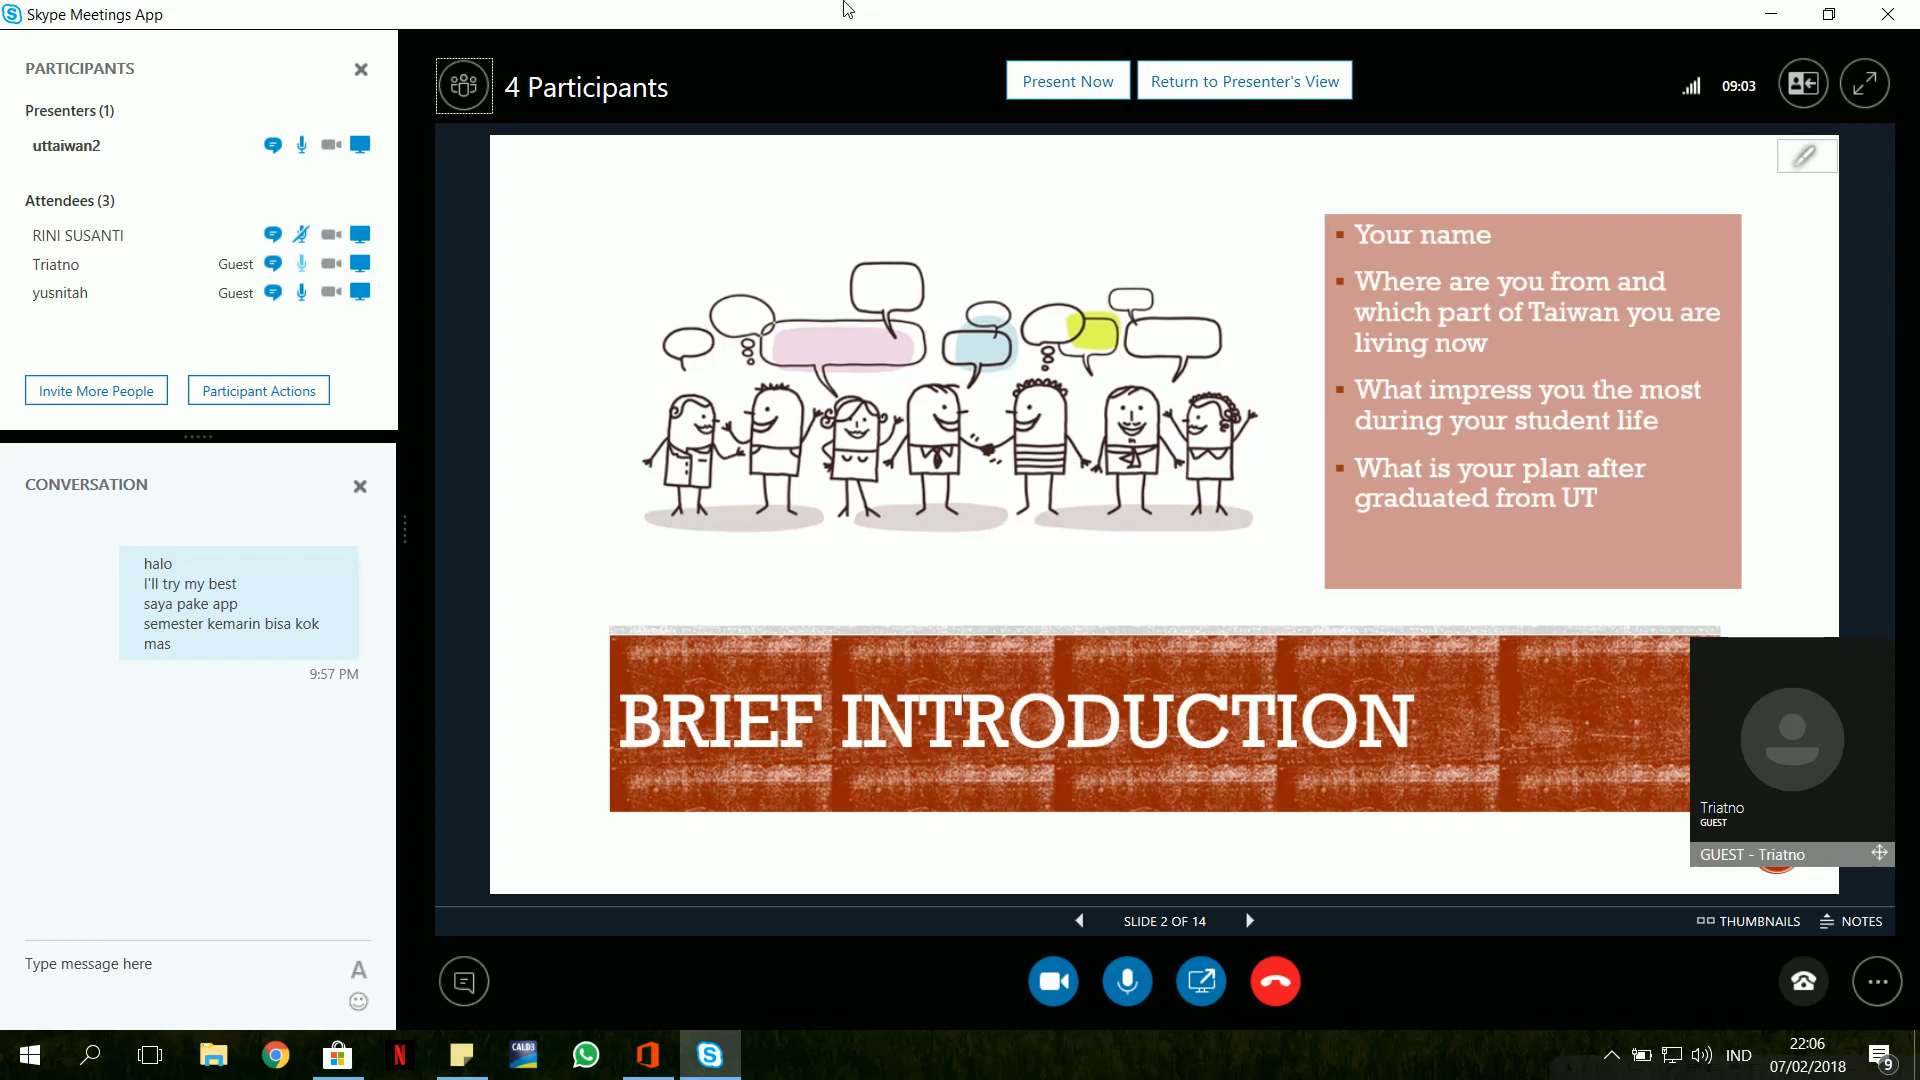 Skype Meetings App
PARTICIPANTS
Presenters (1)
uttaiwan2
Attendees (3)
RINI SUSANTI
Triatno Guest
yusnitah Guest
Invite More People
Participant Actions
CONVERSATION
halo
I'll try my best
saya pake app
semester kemarin bisa kok
mas
9:57 PM
Type message here
A
4 Participants
Present Now
Return to Presenter's View
09:03
Your name
Where are you from and
which part of Taiwan you are
living now
What impress you the most
during your student life
What is your plan after
graduated from UT
BRIEF INTRODUCTION
Triatno
GUEST
GUEST - Triatno
SLIDE 2 OF 14
THUMBNAILS
NOTES
N
CALD3
IND
22:06
07/02/2018
9